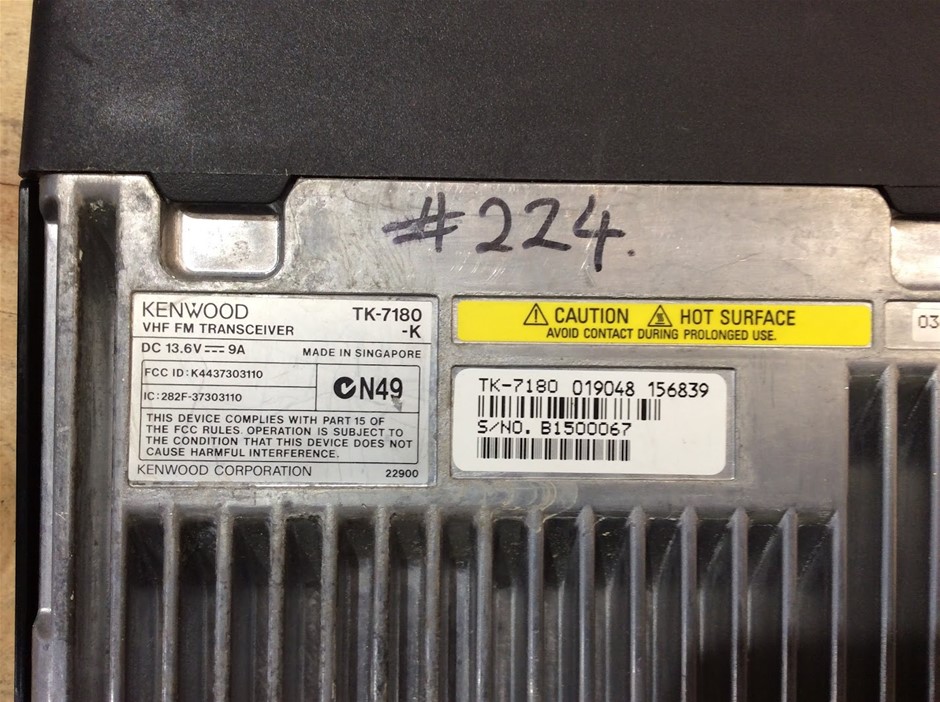 #224.
KENWOOD TK-7180
VHF FM TRANSCEIVER -K
DC 13.6V 9A MADE IN SINGAPORE
FCC ID: K4437303110
N49
IC: 282F-37303110
THIS DEVICE COMPLIES WITH PART 15 OF
THE FCC RULES. OPERATION IS SUBJECT TO
THE CONDITION THAT THIS DEVICE DOES NOT
CAUSE HARMFUL INTERFERENCE.
KENWOOD CORPORATION 22900
CAUTION HOT SURFACE
AVOID CONTACT DURING PROLONGED USE.
TK-7180 019048 156839
S/NO. B1500067
03